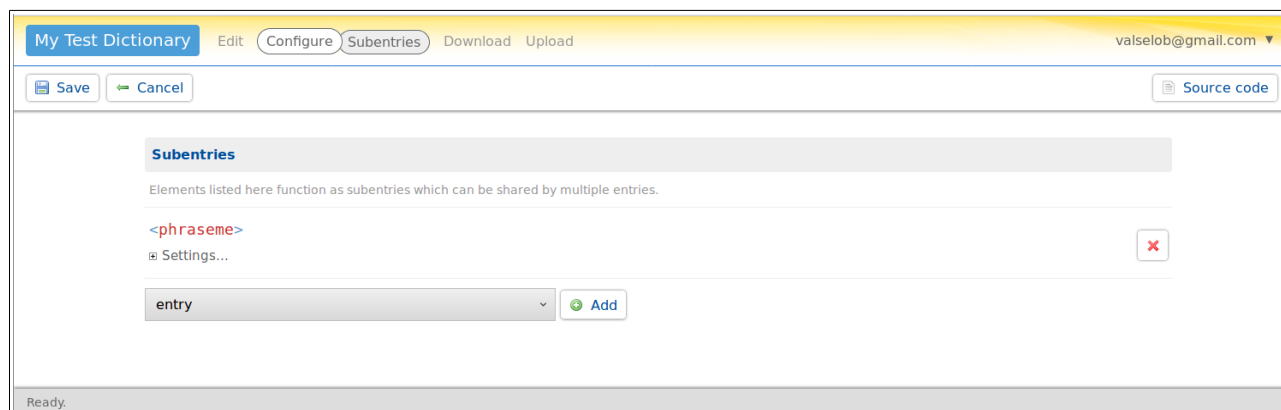 My Test Dictionary Edit Configure Subentries Download Upload valselob@gmail.com ▼
Save Cancel Source code
Subentries
Elements listed here function as subentries which can be shared by multiple entries.
<phraseme>
Settings...
entry Add
Ready.